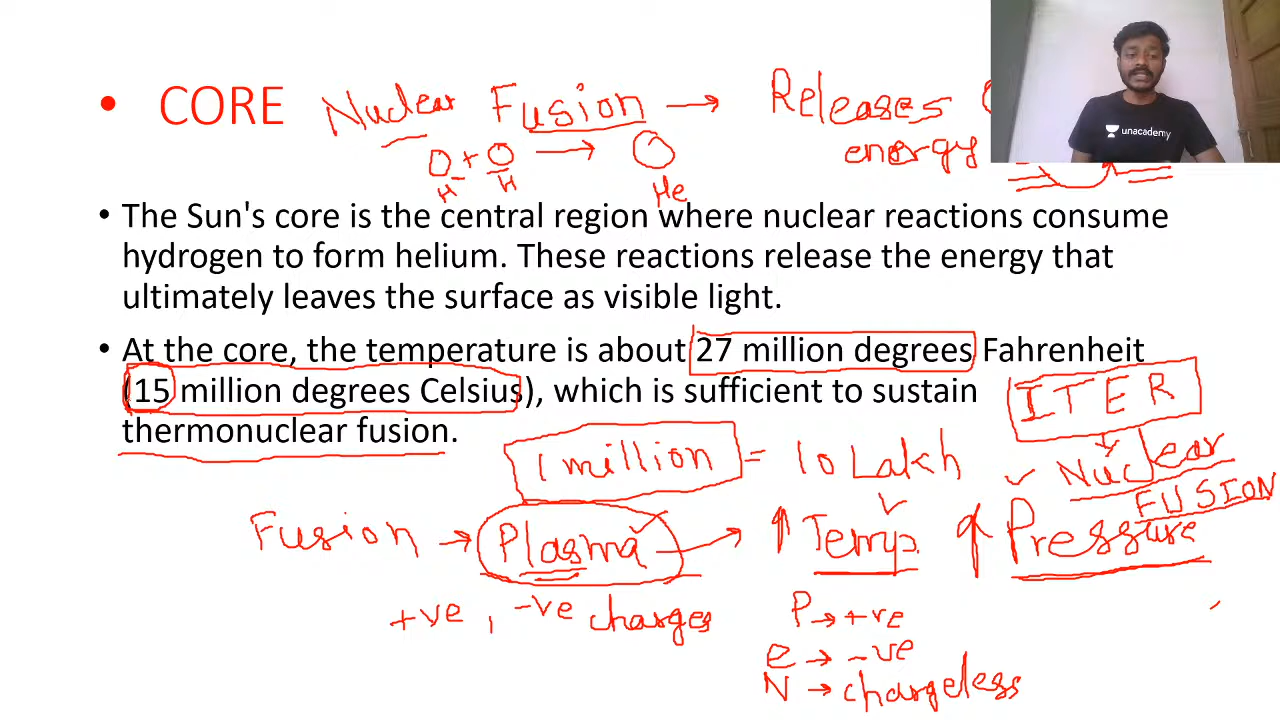 • CORE Nuclear Fusion → Releases
energy
O + O → O
H H He
unacademy
• The Sun's core is the central region where nuclear reactions consume
hydrogen to form helium. These reactions release the energy that
ultimately leaves the surface as visible light.
• At the core, the temperature is about 27 million degrees Fahrenheit
(15 million degrees Celsius), which is sufficient to sustain
thermonuclear fusion.
ITER
Nuclear
FUSION
1 million = 10 Lakh
Fusion → Plasma → ↑ Temp. ↑ Pressure
+ve, -ve charges
P → +ve
e → -ve
N → chargeless